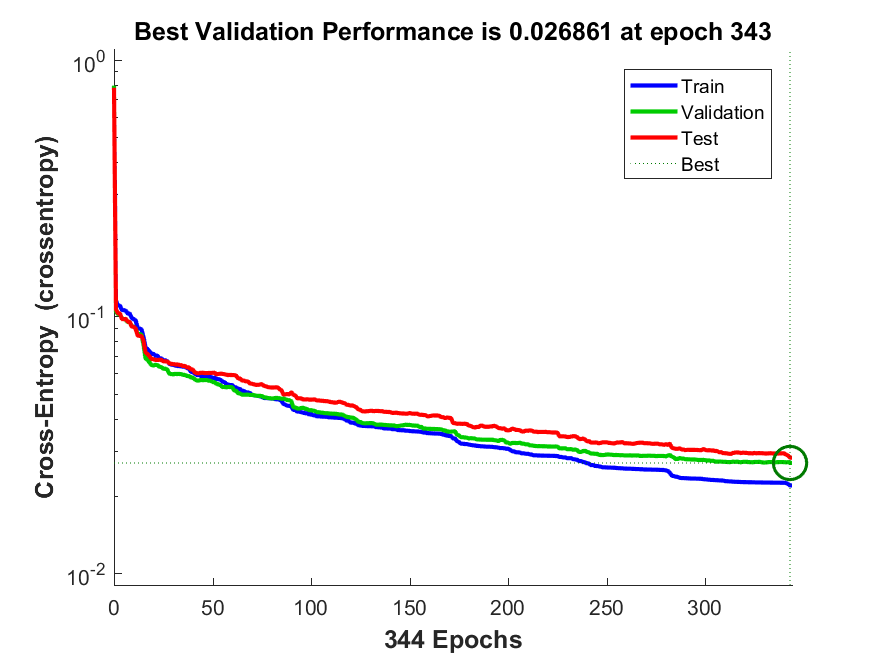 Best Validation Performance is 0.026861 at epoch 343
10^0
10^-1
10^-2
Cross-Entropy (crossentropy)
Train
Validation
Test
Best
0 50 100 150 200 250 300
344 Epochs